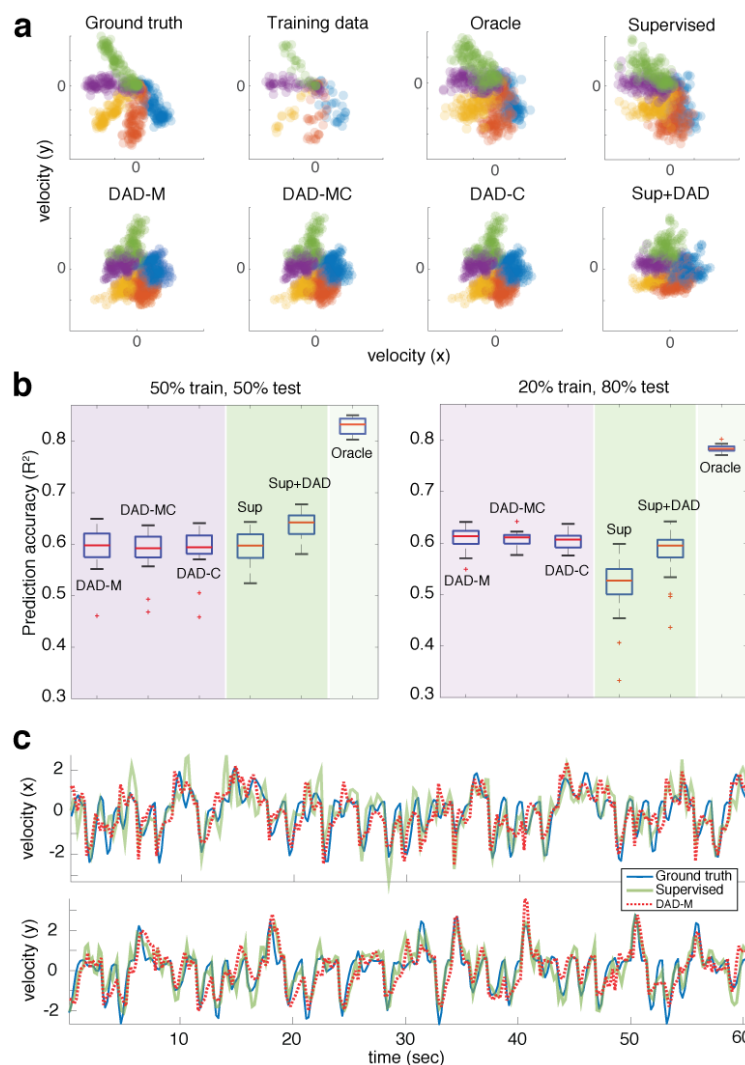 a
Ground truth Training data Oracle Supervised
velocity (y)
0 0 0 0
0 0 0 0
DAD-M DAD-MC DAD-C Sup+DAD
0 0 0 0
0 0 0 0
velocity (x)
b
50% train, 50% test 20% train, 80% test
Prediction accuracy (R²)
0.8 0.8
Oracle Oracle
0.7 0.7
Sup+DAD Sup+DAD
DAD-MC Sup DAD-MC Sup
0.6 0.6
DAD-M DAD-C DAD-M DAD-C
0.5 0.5
0.4 0.4
0.3 0.3
c
velocity (x)
2
0
-2
Ground truth
Supervised
DAD-M
velocity (y)
2
0
-2
10 20 30 40 50 60
time (sec)